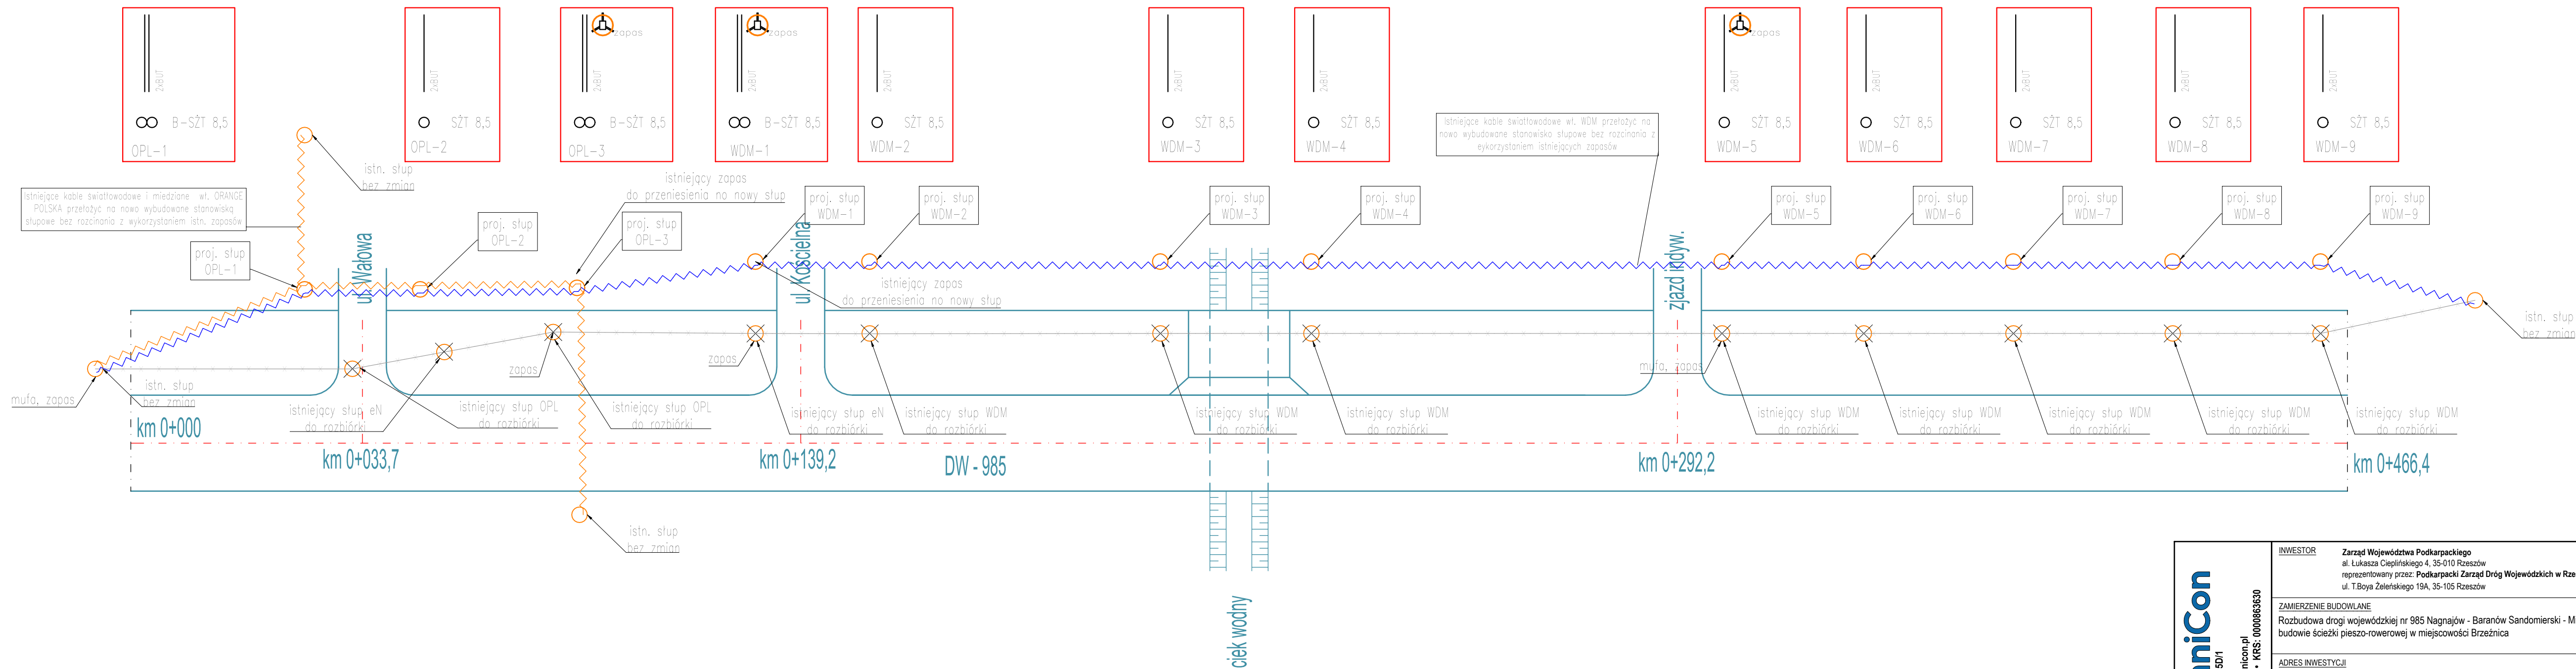 2xBUT
B-SŻT 8,5
OPL-1
2xBUT
SŻT 8,5
OPL-2
zapas
2xBUT
B-SŻT 8,5
OPL-3
zapas
2xBUT
B-SŻT 8,5
WDM-1
2xBUT
SŻT 8,5
WDM-2
2xBUT
SŻT 8,5
WDM-3
2xBUT
SŻT 8,5
WDM-4
zapas
2xBUT
SŻT 8,5
WDM-5
2xBUT
SŻT 8,5
WDM-6
2xBUT
SŻT 8,5
WDM-7
2xBUT
SŻT 8,5
WDM-8
2xBUT
SŻT 8,5
WDM-9
Istniejące kable światłowodowe wł. WDM przełożyc na
nowo wybudowane stanowisko słupowe bez rozcinania z
eykorzystaniem istniejących zapasów
istn. słup
bez zmian
istniejący zapas
do przeniesienia na nowy słup
Istniejące kable światłowodowe i miedziane wł. ORANGE
POLSKA przełożyc na nowo wybudowane stanowiską
słupowe bez rozcinania z wykorzystaniem istn. zapasów
proj. słup
OPL-1
proj. słup
OPL-2
proj. słup
OPL-3
proj. słup
WDM-1
proj. słup
WDM-2
proj. słup
WDM-3
proj. słup
WDM-4
proj. słup
WDM-5
proj. słup
WDM-6
proj. słup
WDM-7
proj. słup
WDM-8
proj. słup
WDM-9
ul. Wałowa
ul. Kościelna
zjazd indyw.
istniejący zapas
do przeniesienia na nowy słup
istn. słup
bez zmian
zapas
zapas
mufa, zapas
mufa, zapas
istn. słup
bez zmian
istniejący słup eN
do rozbiórki
istniejący słup OPL
do rozbiórki
istniejący słup OPL
do rozbiórki
istniejący słup eN
do rozbiórki
istniejący słup WDM
do rozbiórki
istniejący słup WDM
do rozbiórki
istniejący słup WDM
do rozbiórki
istniejący słup WDM
do rozbiórki
istniejący słup WDM
do rozbiórki
istniejący słup WDM
do rozbiórki
istniejący słup WDM
do rozbiórki
istniejący słup WDM
do rozbiórki
km 0+000
km 0+033,7
km 0+139,2
DW - 985
km 0+292,2
km 0+466,4
istn. słup
bez zmian
ciek wodny
INWESTOR
Zarząd Województwa Podkarpackiego
al. Łukasza Cieplińskiego 4, 35-010 Rzeszów
reprezentowany przez: Podkarpacki Zarząd Dróg Wojewódzkich w Rze
ul. T.Boya Żeleńskiego 19A, 35-105 Rzeszów
ZAMIERZENIE BUDOWLANE
Rozbudowa drogi wojewódzkiej nr 985 Nagnajów - Baranów Sandomierski - M
budowie ścieżki pieszo-rowerowej w miejscowości Brzeźnica
ADRES INWESTYCJI
niCon
5D/1
nicon.pl
• KRS: 0000863630